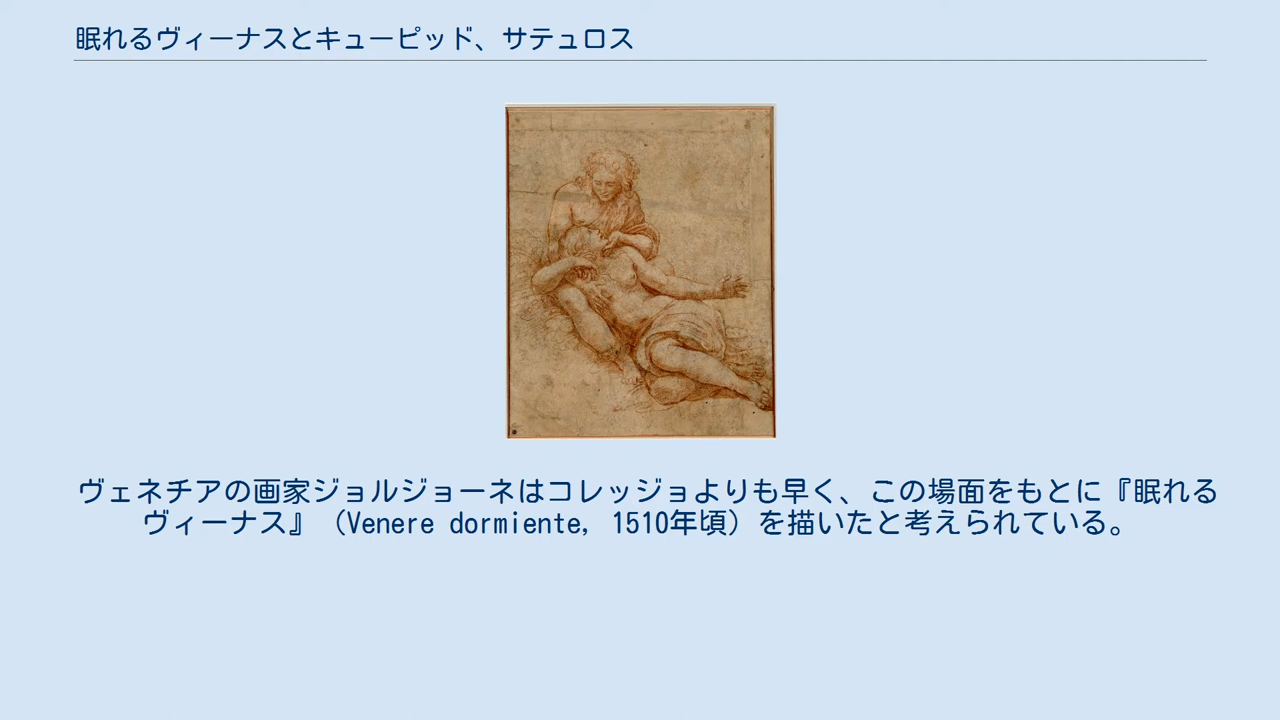 眠れるヴィーナスとキューピッド、サテュロス
ヴェネチアの画家ジョルジョーネはコレッジョよりも早く、この場面をもとに『眠れる
ヴィーナス』（Venere dormiente, 1510年頃）を描いたと考えられている。